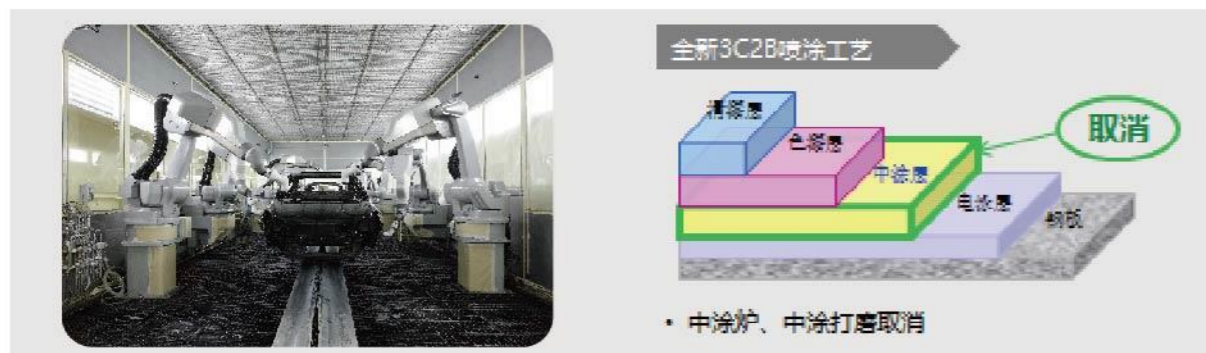 全新3C2B喷涂工艺
清漆层
色漆层
取消
中涂层
电泳层
钢板
• 中涂炉、中涂打磨取消